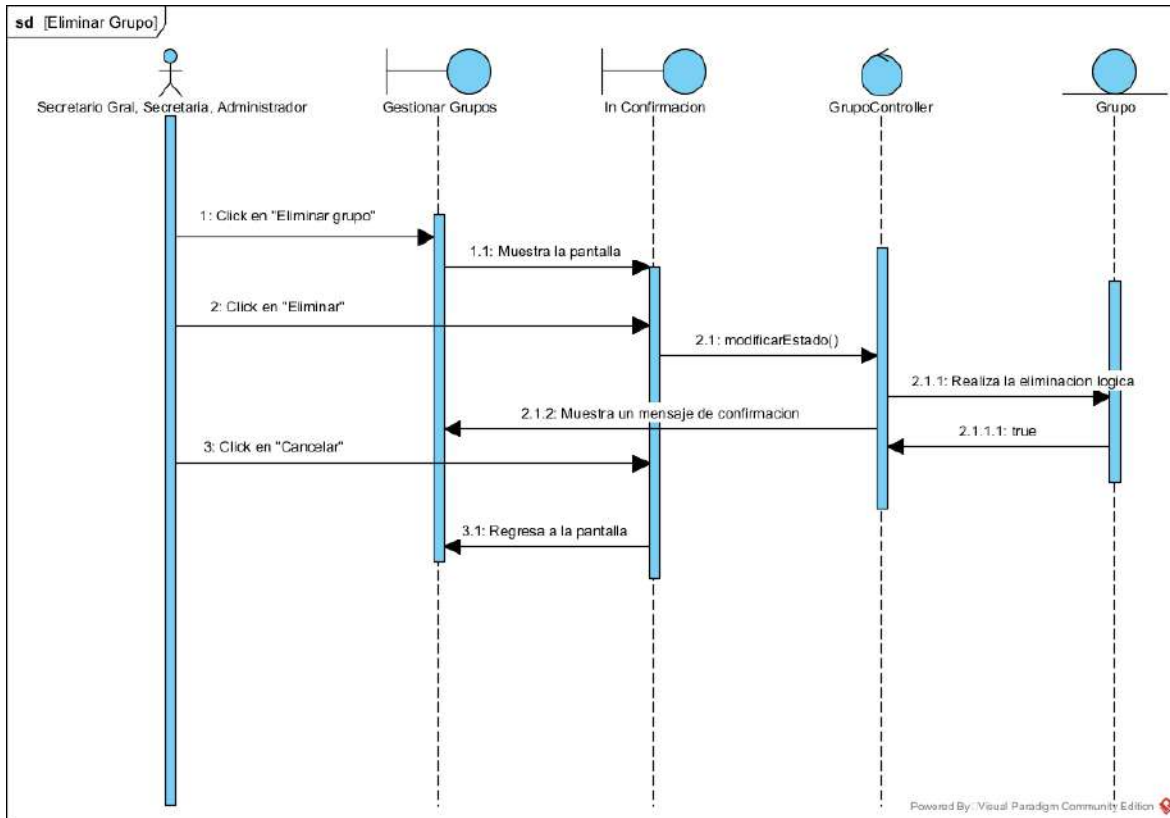 sd [Eliminar Grupo]
Secretario Gral, Secretaria, Administrador
Gestionar Grupos
In Confirmacion
GrupoController
Grupo
1: Click en "Eliminar grupo"
1.1: Muestra la pantalla
2: Click en "Eliminar"
2.1: modificarEstado()
2.1.1: Realiza la eliminacion logica
2.1.2: Muestra un mensaje de confirmacion
2.1.1.1: true
3: Click en "Cancelar"
3.1: Regresa a la pantalla
Powered By: Visual Paradigm Community Edition